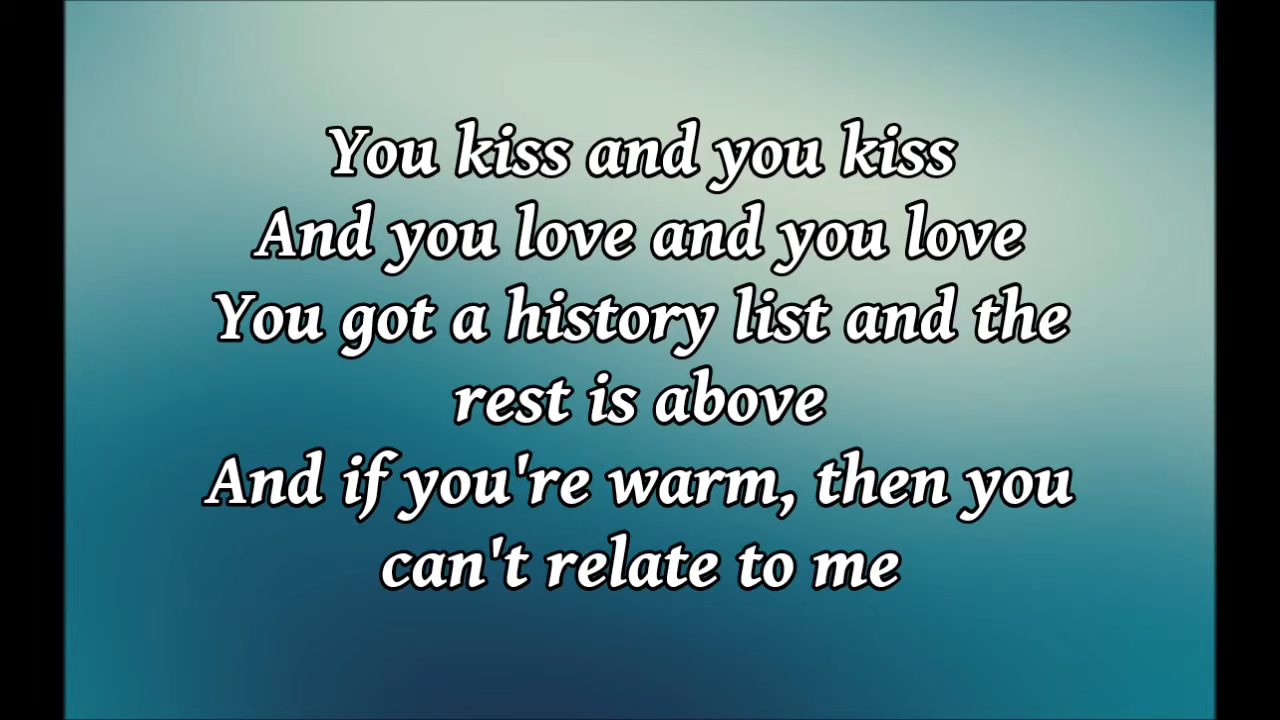 You kiss and you kiss
And you love and you love
You got a history list and the
rest is above
And if you're warm, then you
can't relate to me